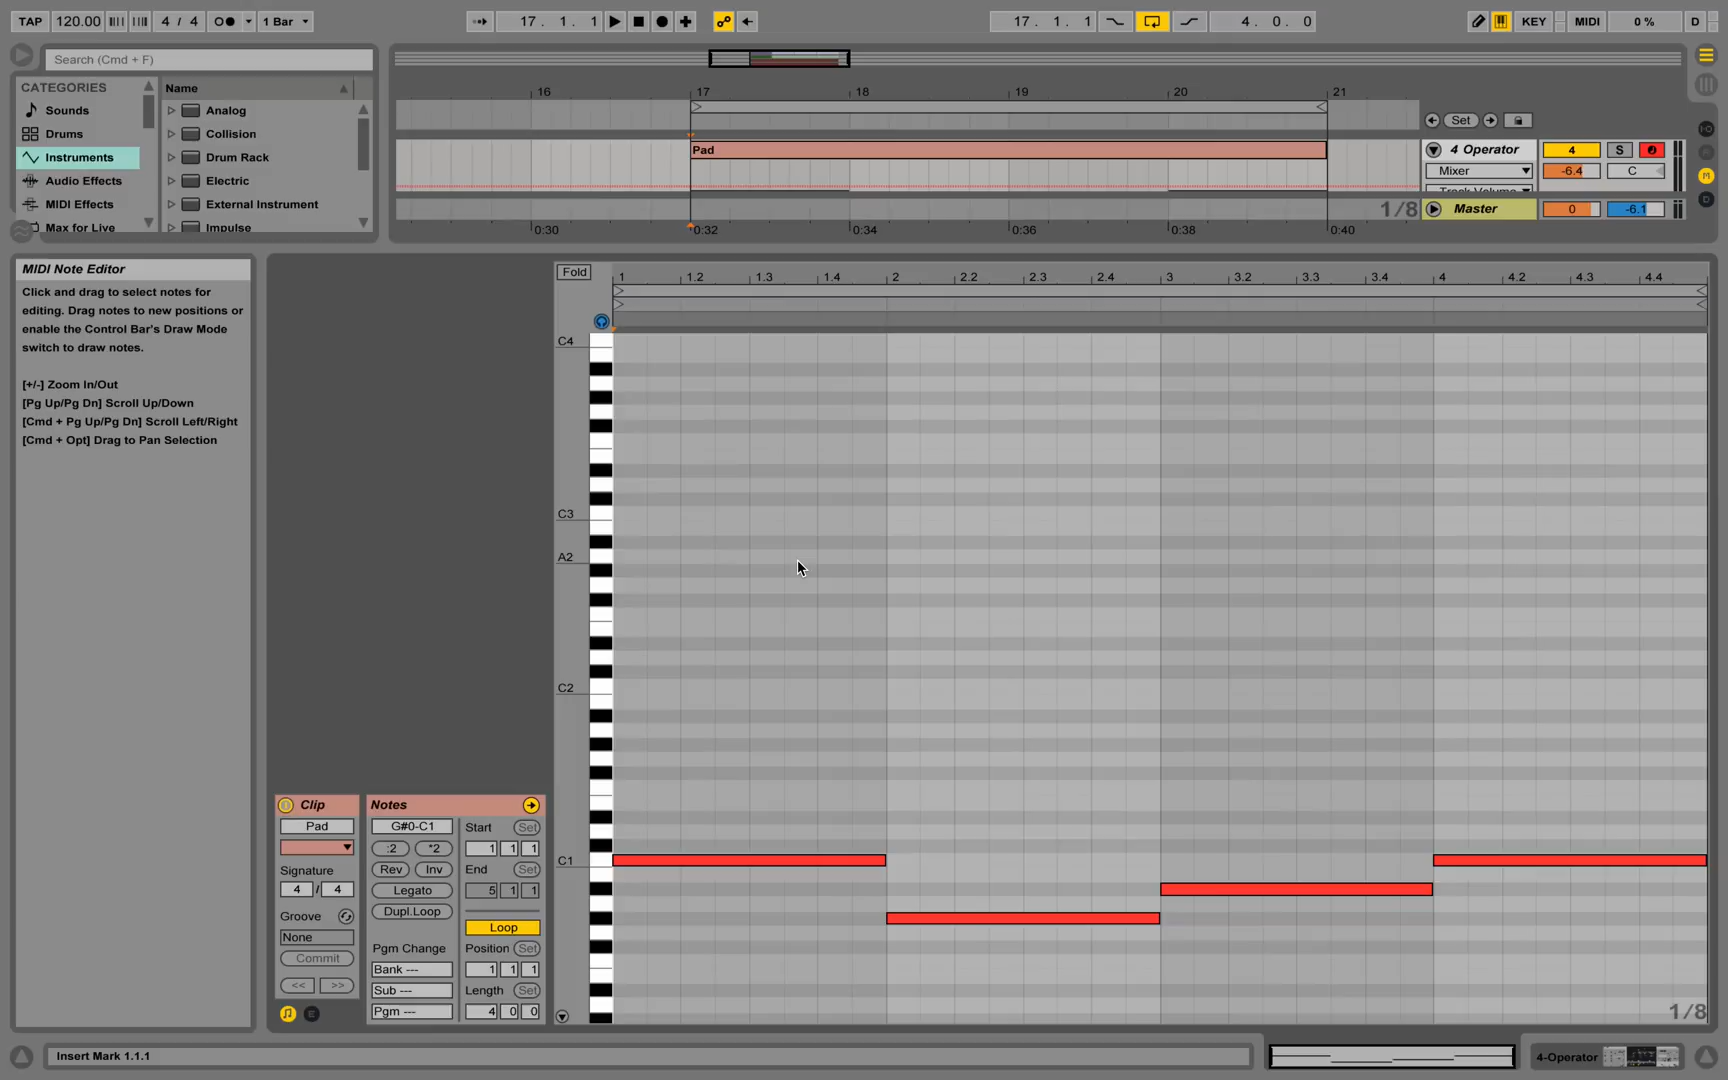 TAP 120.00 4 / 4 1 Bar 17. 1. 1 17. 1. 1 4. 0. 0 KEY MIDI 0 % D
Search (Cmd + F)
CATEGORIES
Sounds
Drums
Instruments
Audio Effects
MIDI Effects
Max for Live
Name
Analog
Collision
Drum Rack
Electric
External Instrument
Impulse
16 17 18 19 20 21
Set
Pad
4 Operator 4 S
Mixer -6.4 C
Track Volume
1/8 Master 0 -6.1
0:30 0:32 0:34 0:36 0:38 0:40
MIDI Note Editor
Click and drag to select notes for
editing. Drag notes to new positions or
enable the Control Bar's Draw Mode
switch to draw notes.
[+/-] Zoom In/Out
[Pg Up/Pg Dn] Scroll Up/Down
[Cmd + Pg Up/Pg Dn] Scroll Left/Right
[Cmd + Opt] Drag to Pan Selection
Fold 1 1.2 1.3 1.4 2 2.2 2.3 2.4 3 3.2 3.3 3.4 4 4.2 4.3 4.4
C4
C3
A2
C2
C1
1/8
Clip
Pad
Signature
4 / 4
Groove
None
Commit
<< >>
Notes
G#0-C1
:2 *2
Rev Inv
Legato
Dupl.Loop
Pgm Change
Bank ---
Sub ---
Pgm ---
Start Set
1 1 1
End Set
5 1 1
Loop
Position Set
1 1 1
Length Set
4 0 0
E
Insert Mark 1.1.1
4-Operator